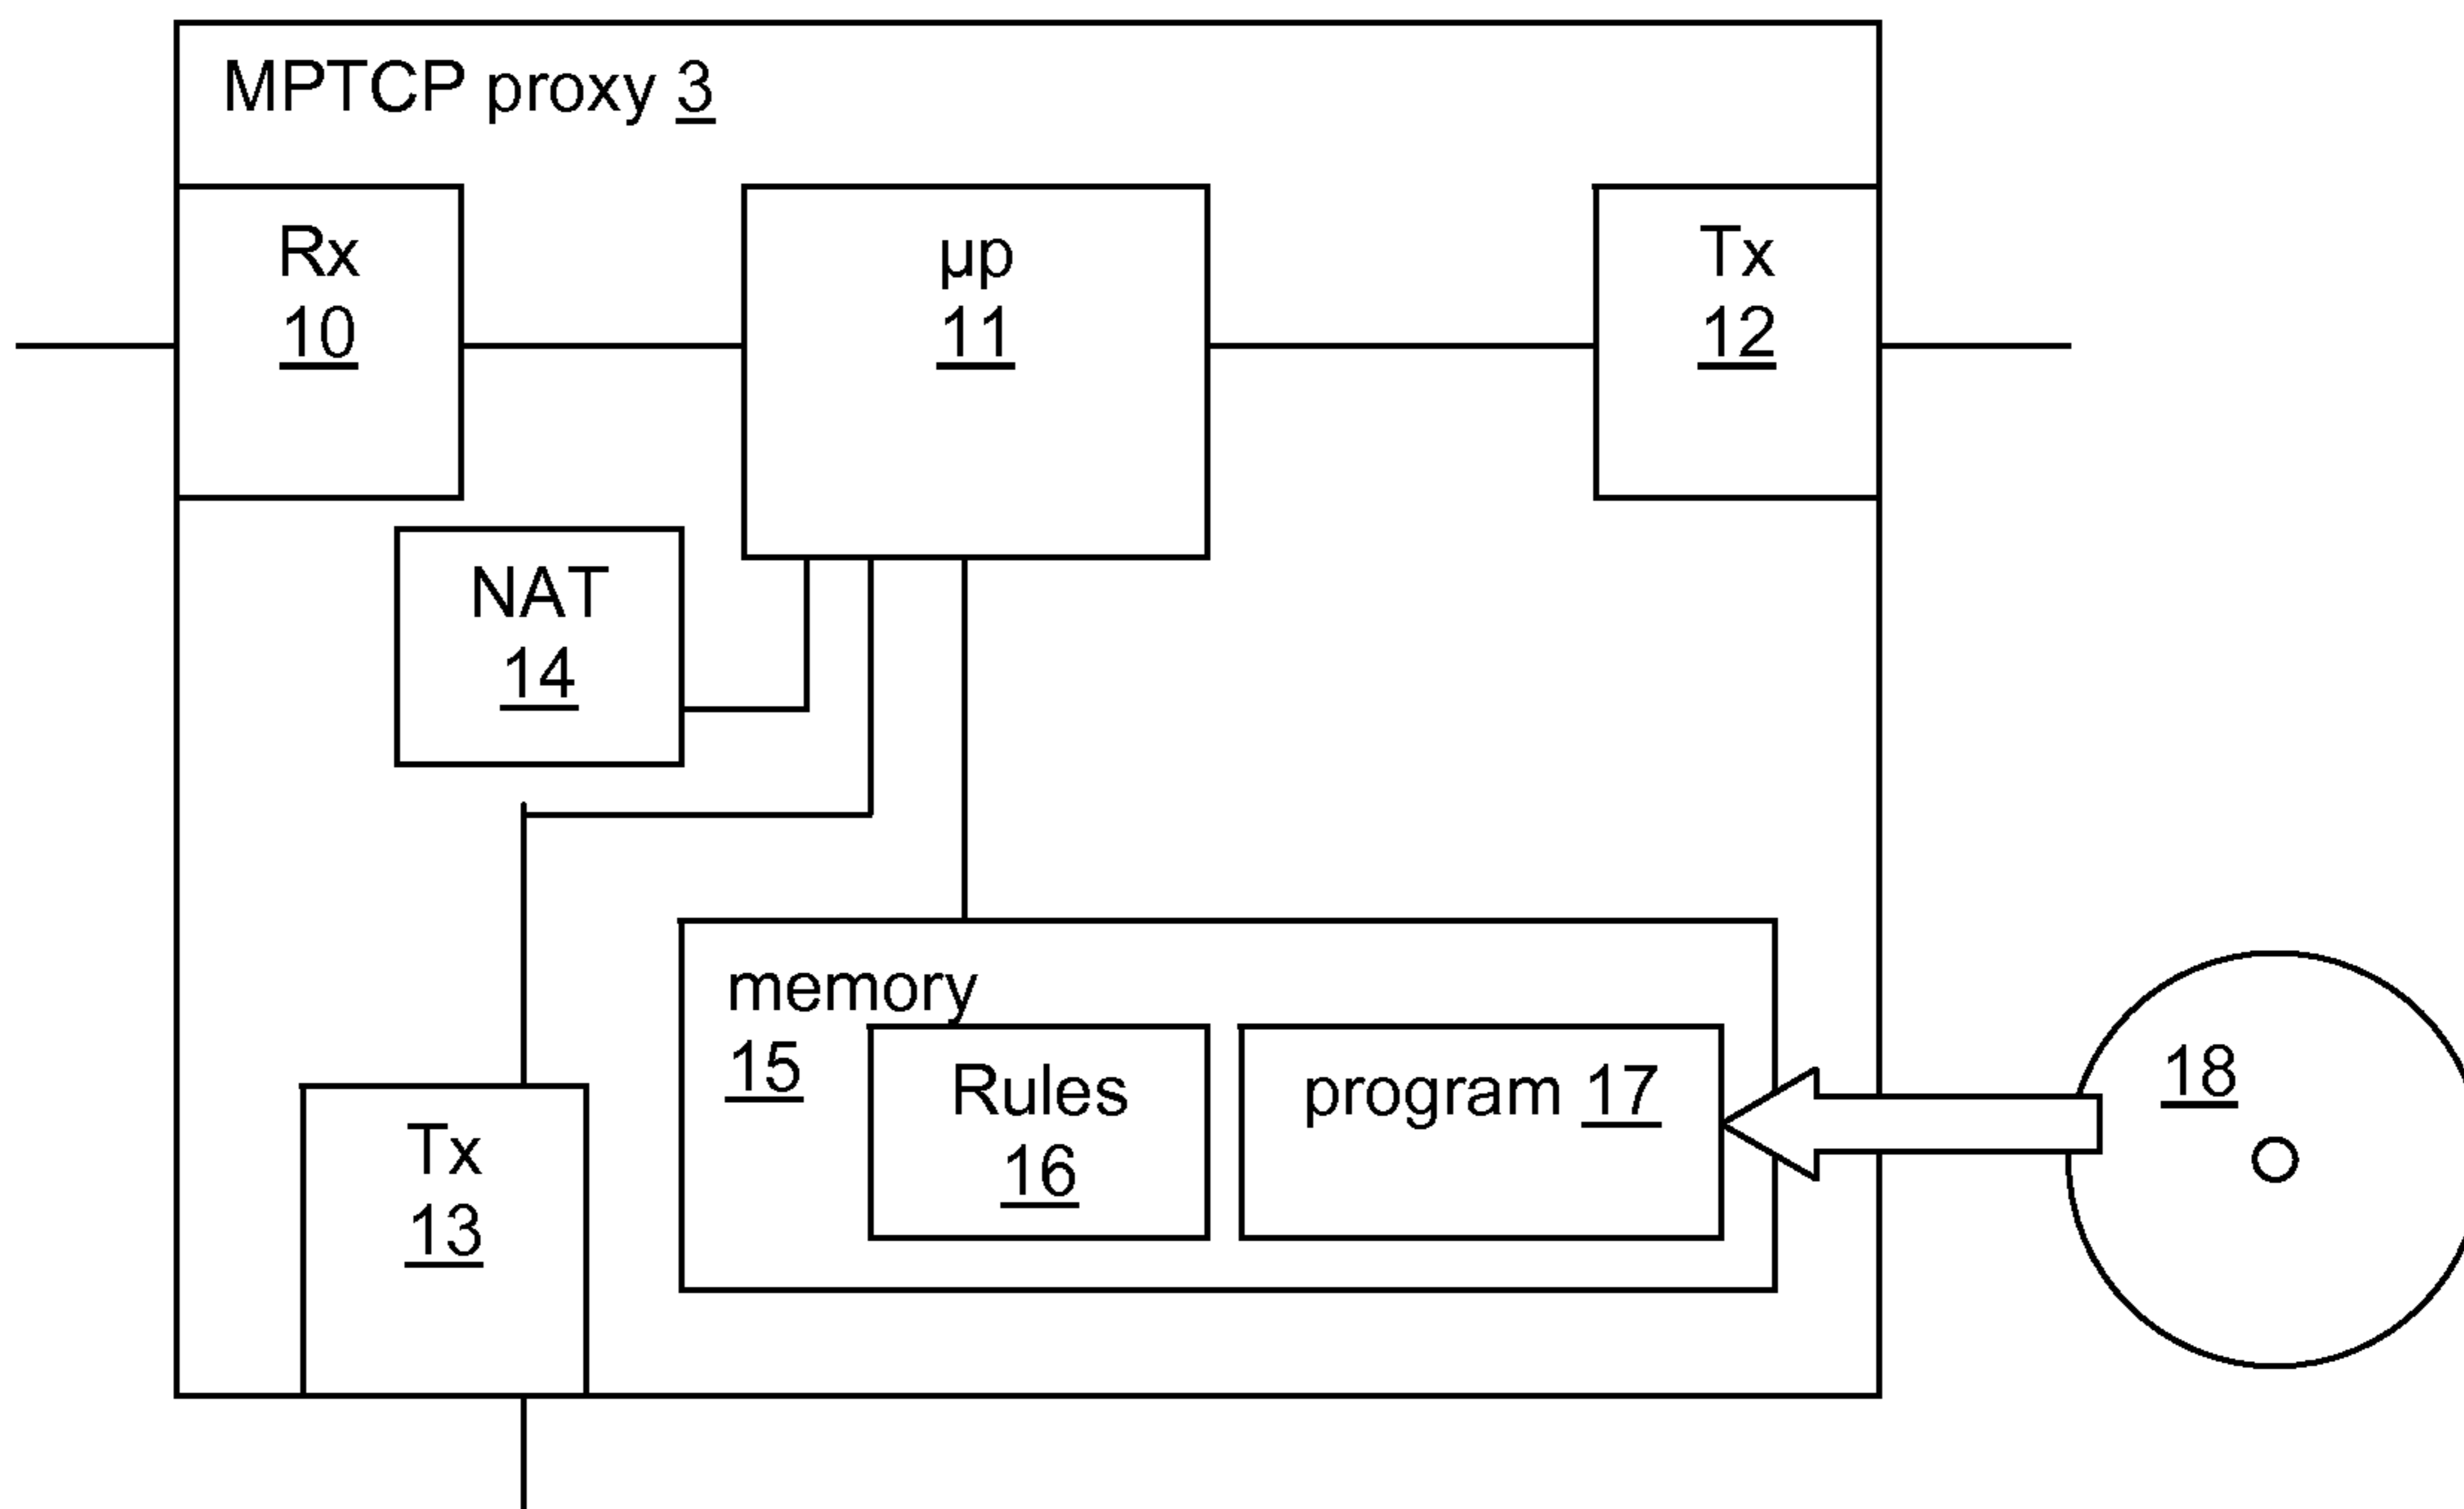 MPTCP proxy 3
Rx
10
µp
11
Tx
12
NAT
14
memory
15
Rules
16
program 17
18
Tx
13